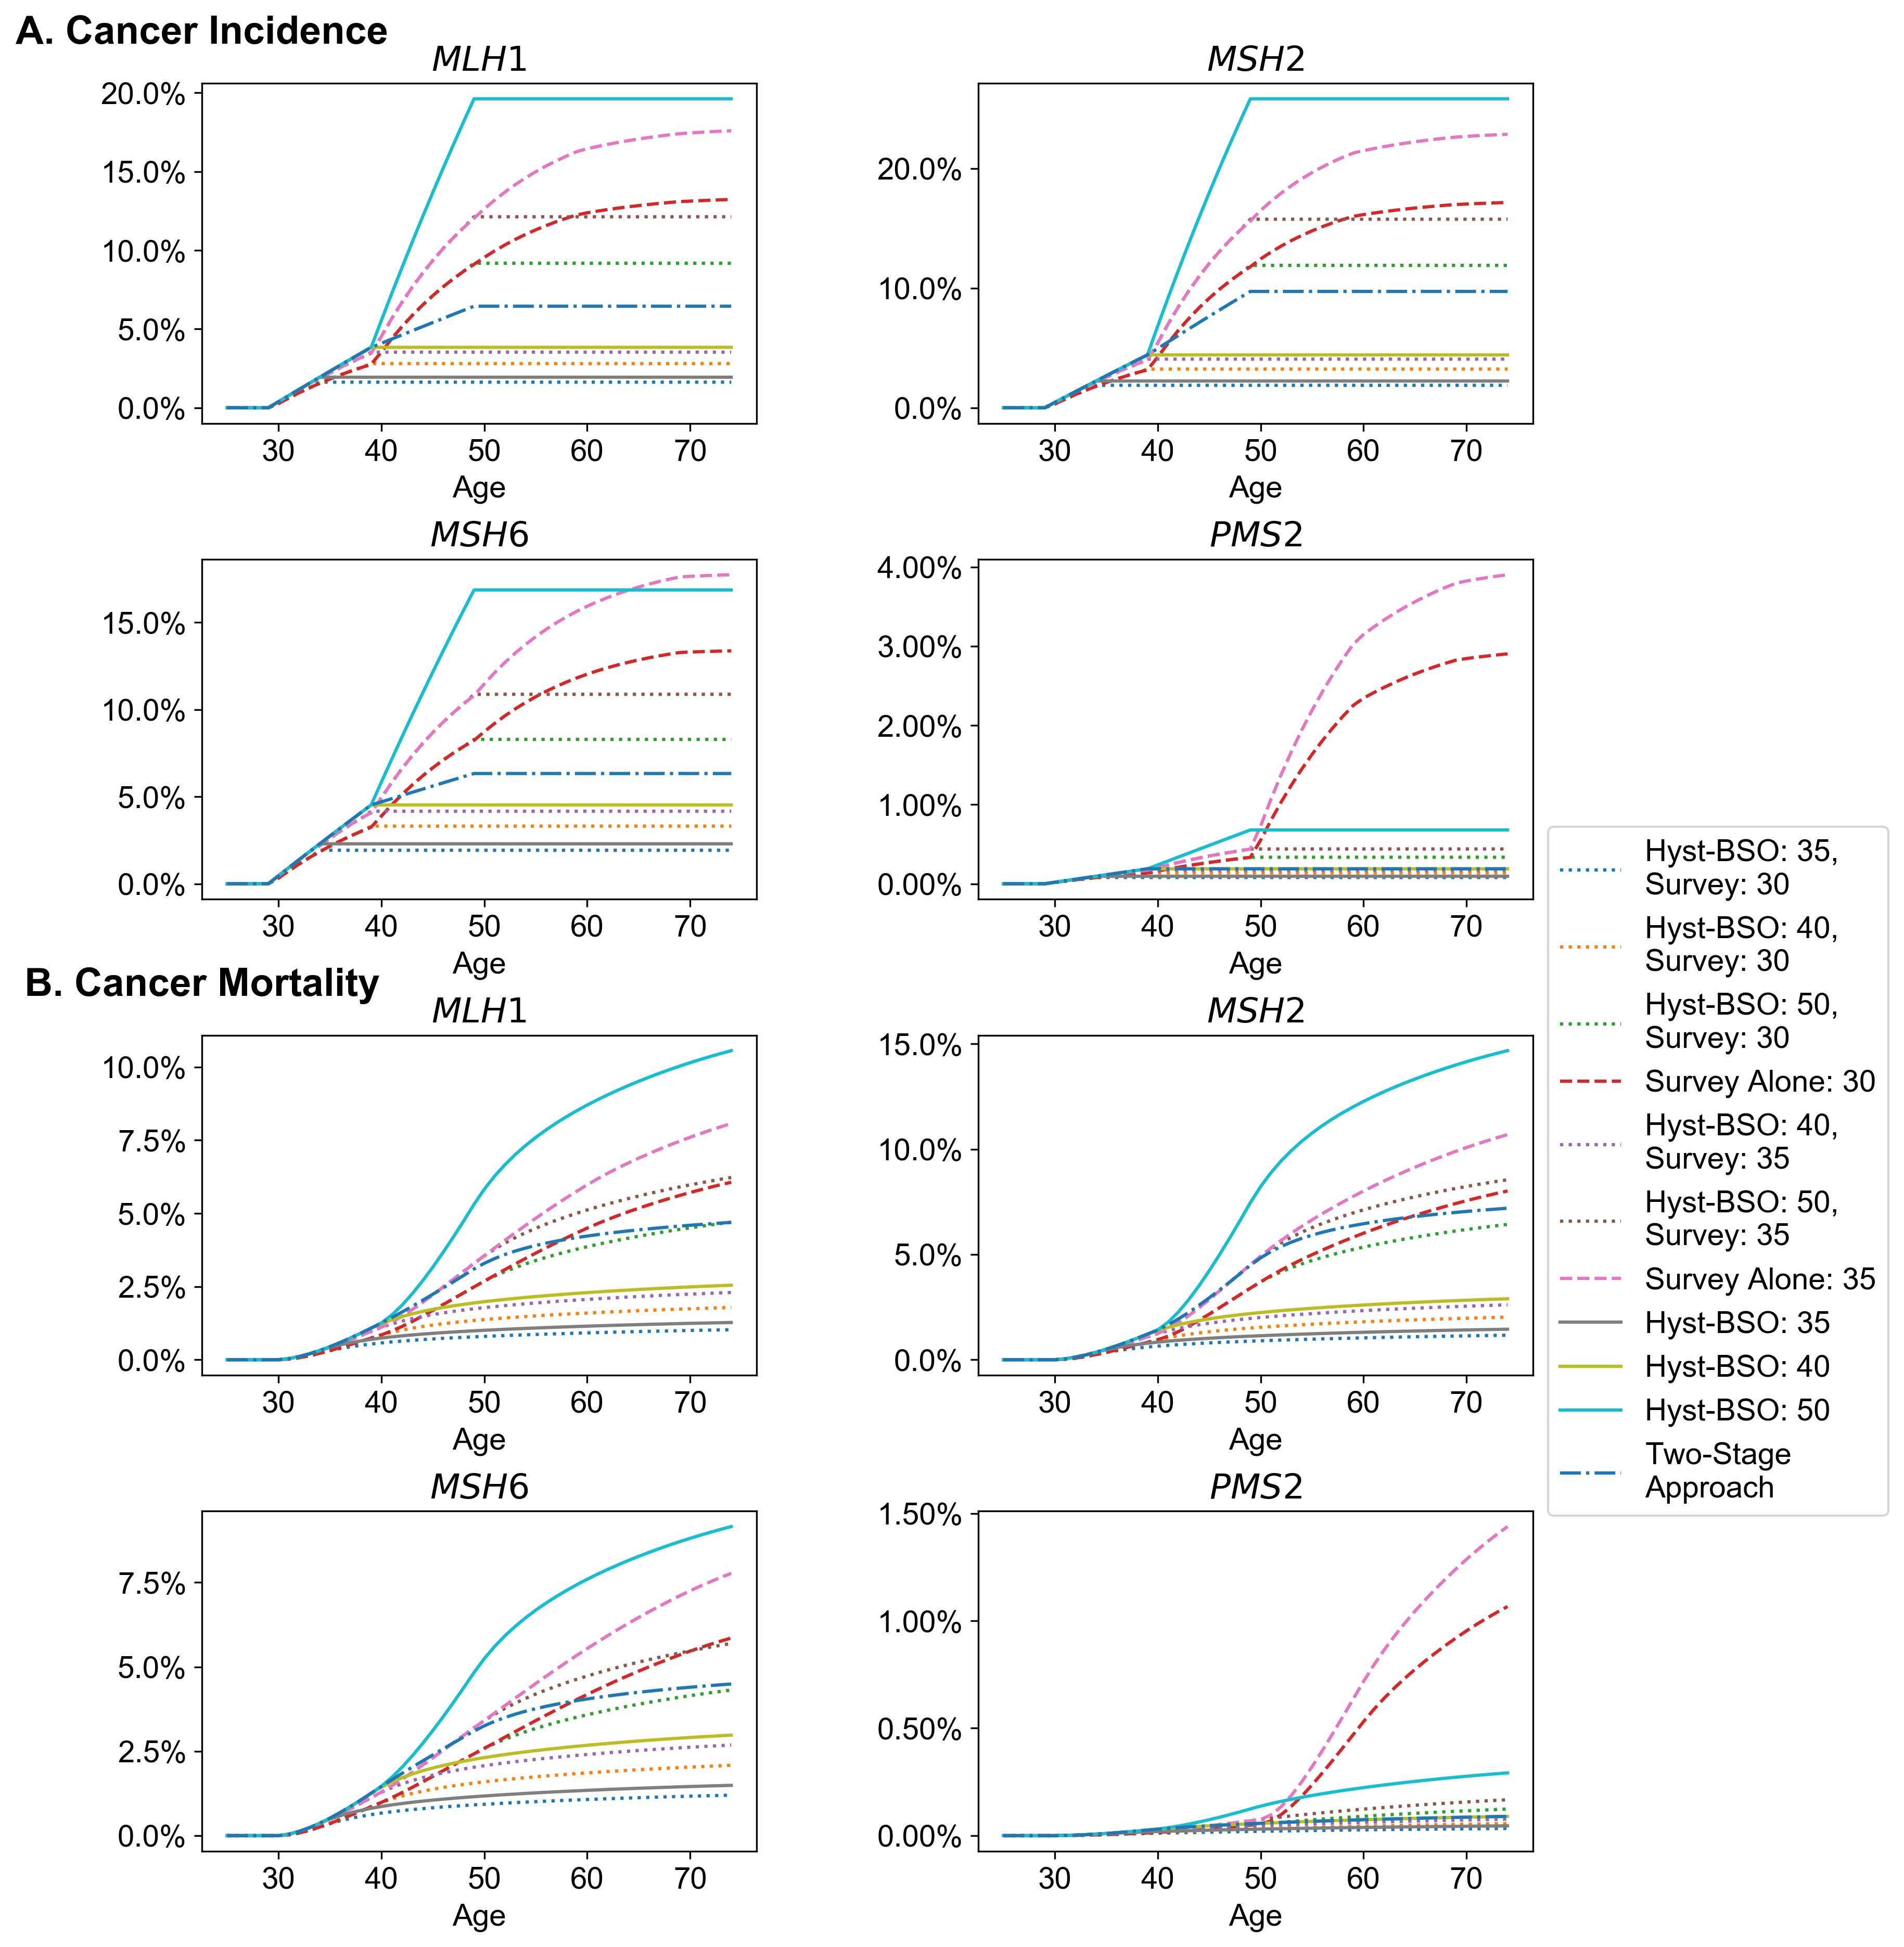 A. Cancer Incidence
MLH1
20.0%
15.0%
10.0%
5.0%
0.0%
30 40 50 60 70
Age
MSH2
20.0%
10.0%
0.0%
30 40 50 60 70
Age
MSH6
15.0%
10.0%
5.0%
0.0%
30 40 50 60 70
Age
PMS2
4.00%
3.00%
2.00%
1.00%
0.00%
30 40 50 60 70
Age
B. Cancer Mortality
MLH1
10.0%
7.5%
5.0%
2.5%
0.0%
30 40 50 60 70
Age
MSH2
15.0%
10.0%
5.0%
0.0%
30 40 50 60 70
Age
MSH6
7.5%
5.0%
2.5%
0.0%
30 40 50 60 70
Age
PMS2
1.50%
1.00%
0.50%
0.00%
30 40 50 60 70
Age
Hyst-BSO: 35,
Survey: 30
Hyst-BSO: 40,
Survey: 30
Hyst-BSO: 50,
Survey: 30
Survey Alone: 30
Hyst-BSO: 40,
Survey: 35
Hyst-BSO: 50,
Survey: 35
Survey Alone: 35
Hyst-BSO: 35
Hyst-BSO: 40
Hyst-BSO: 50
Two-Stage
Approach